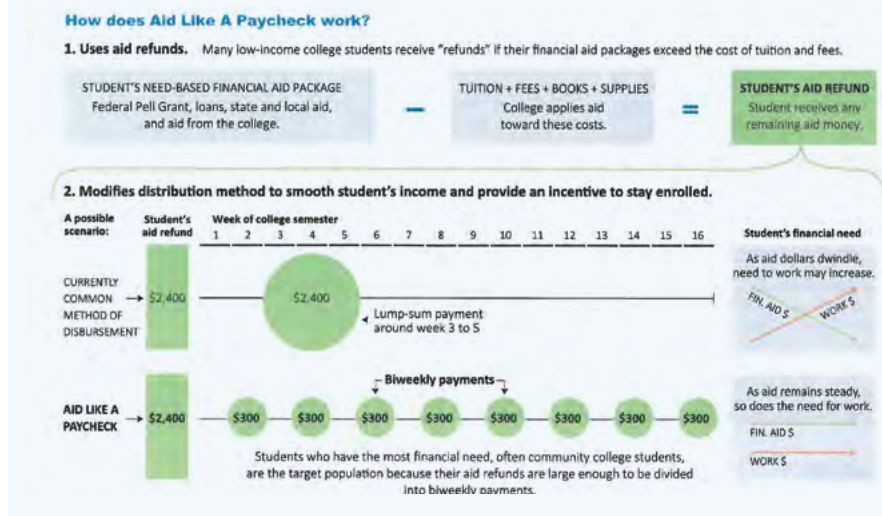 How does Aid Like A Paycheck work?
1. Uses aid refunds. Many low-income college students receive "refunds" if their financial aid packages exceed the cost of tuition and fees.
STUDENT'S NEED-BASED FINANCIAL AID PACKAGE
Federal Pell Grant, loans, state and local aid,
and aid from the college.
–
TUITION + FEES + BOOKS + SUPPLIES
College applies aid
toward these costs.
=
STUDENT'S AID REFUND
Student receives any
remaining aid money.
2. Modifies distribution method to smooth student's income and provide an incentive to stay enrolled.
A possible
scenario:
Student's
aid refund
Week of college semester
1 2 3 4 5 6 7 8 9 10 11 12 13 14 15 16
Student's financial need
CURRENTLY
COMMON
METHOD OF
DISBURSEMENT
$2,400
$2,400
Lump-sum payment
around week 3 to 5
As aid dollars dwindle,
need to work may increase.
FIN. AID $
WORK $
AID LIKE A
PAYCHECK
$2,400
Biweekly payments
$300 $300 $300 $300 $300 $300 $300 $300
Students who have the most financial need, often community college students,
are the target population because their aid refunds are large enough to be divided
into biweekly payments.
As aid remains steady,
so does the need for work.
FIN. AID $
WORK $